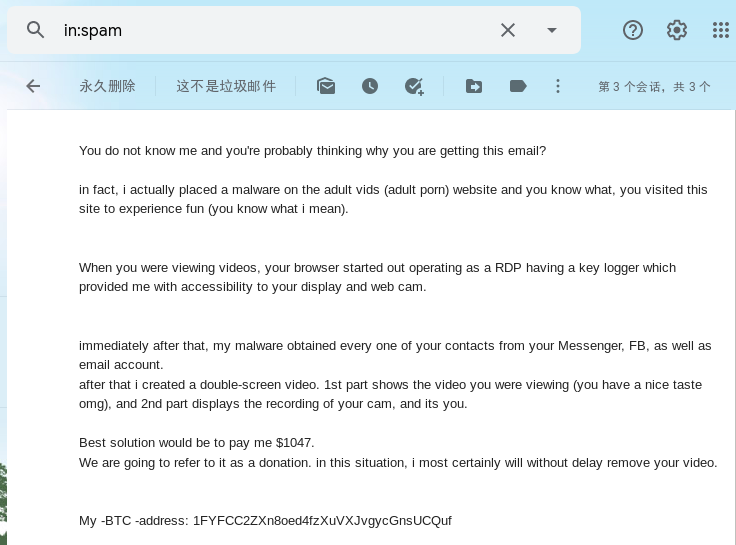 in:spam
永久删除 这不是垃圾邮件 第 3 个会话，共 3 个
You do not know me and you're probably thinking why you are getting this email?
in fact, i actually placed a malware on the adult vids (adult porn) website and you know what, you visited this
site to experience fun (you know what i mean).
When you were viewing videos, your browser started out operating as a RDP having a key logger which
provided me with accessibility to your display and web cam.
immediately after that, my malware obtained every one of your contacts from your Messenger, FB, as well as
email account.
after that i created a double-screen video. 1st part shows the video you were viewing (you have a nice taste
omg), and 2nd part displays the recording of your cam, and its you.
Best solution would be to pay me $1047.
We are going to refer to it as a donation. in this situation, i most certainly will without delay remove your video.
My -BTC -address: 1FYFCC2ZXn8oed4fzXuVXJvgycGnsUCQuf